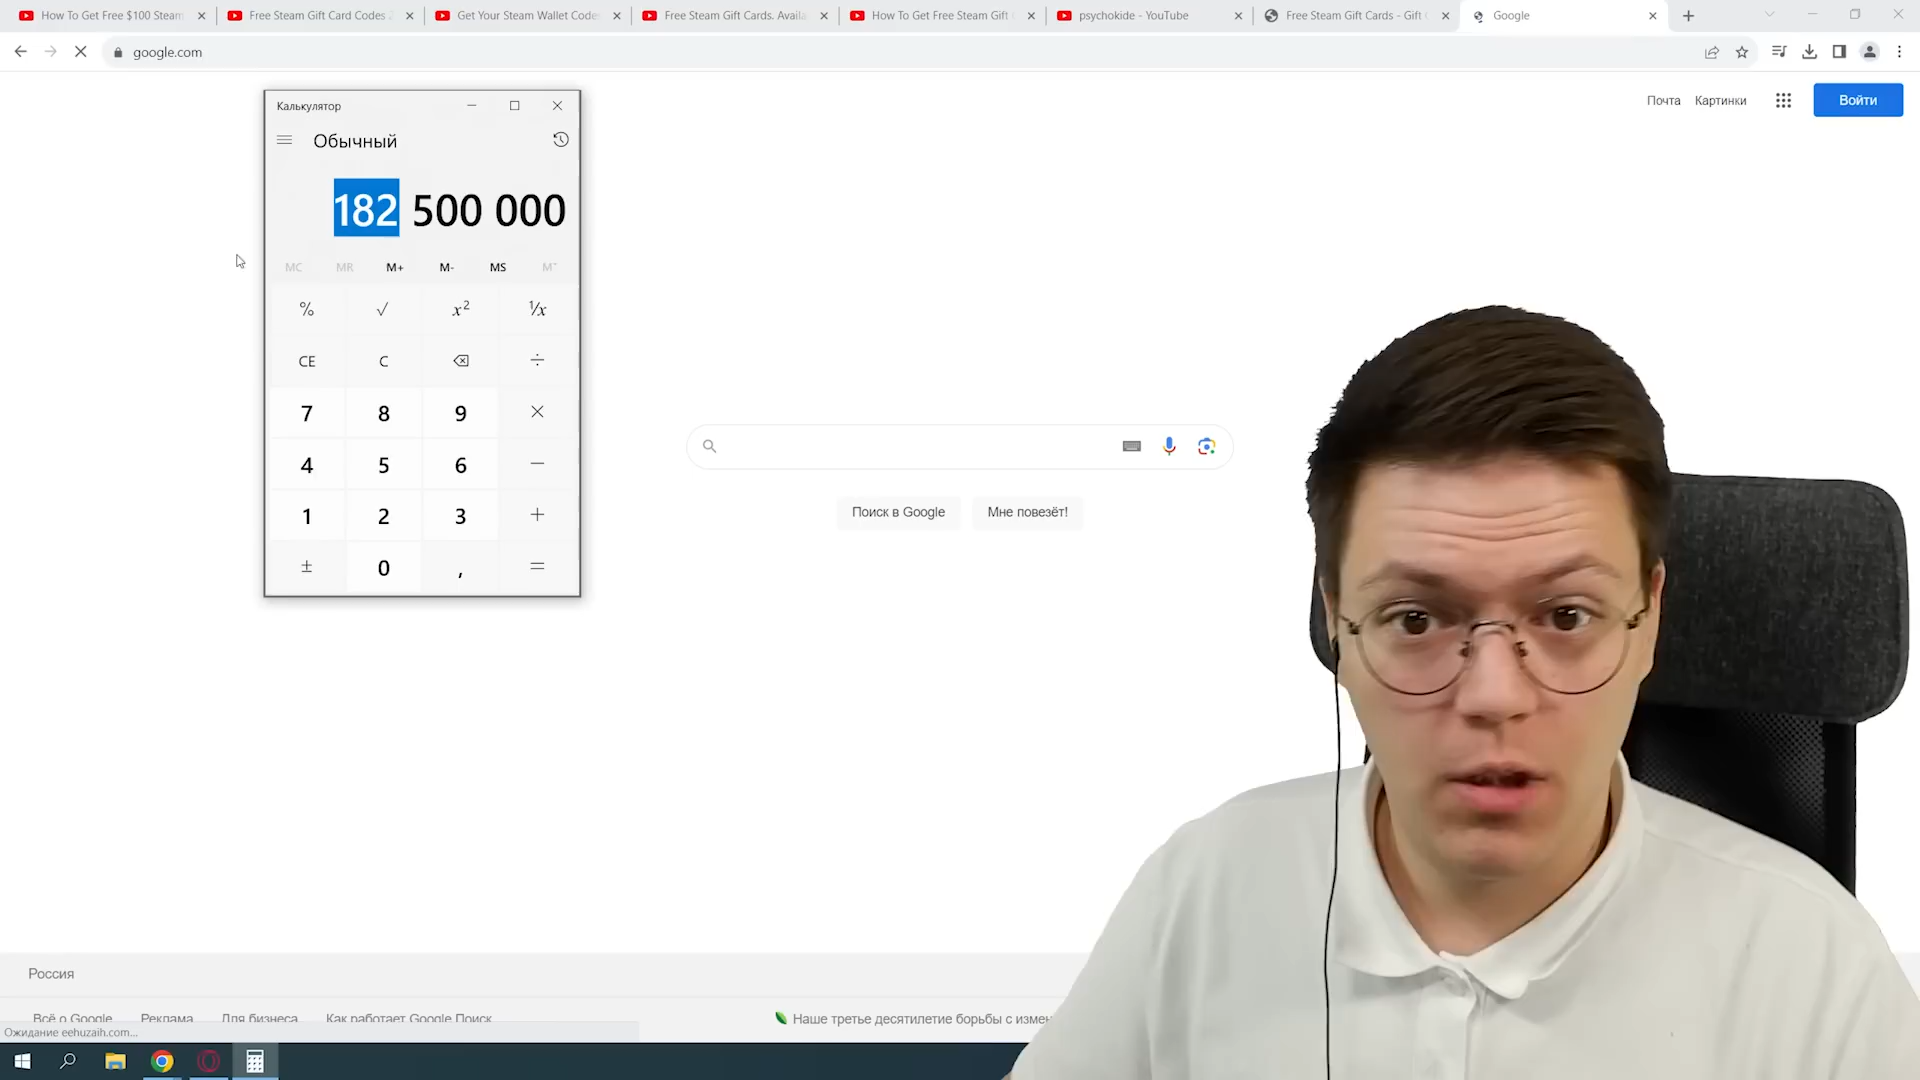 How To Get Free $100 Steam
Free Steam Gift Card Codes 2
Get Your Steam Wallet Codes
Free Steam Gift Cards. Availa
How To Get Free Steam Gift
psychokide - YouTube
Free Steam Gift Cards - Gift
Google
google.com
Почта
Картинки
Войти
Калькулятор
Обычный
182 500 000
MC MR M+ M- MS M˅
% √ x² ¹/x
CE C ÷
7 8 9 ×
4 5 6 −
1 2 3 +
± 0 , =
Поиск в Google
Мне повезёт!
Россия
Всё о Google
Реклама
Для бизнеса
Как работает Google Поиск
Наше третье десятилетие борьбы с измен
Ожидание eehuzaih.com...